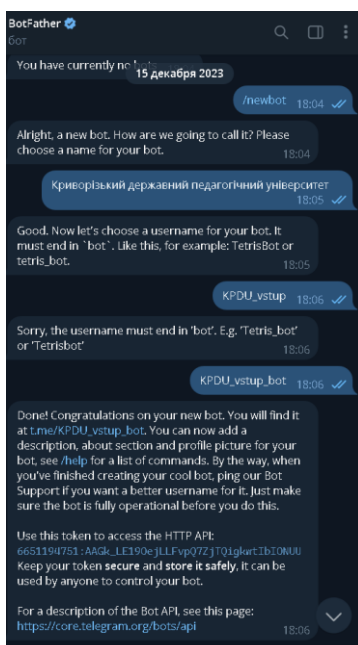 BotFather
бот
You have currently no bots
15 декабря 2023
/newbot 18:04
Alright, a new bot. How are we going to call it? Please
choose a name for your bot.
18:04
Криворізький державний педагогічний університет
18:05
Good. Now let's choose a username for your bot. It
must end in `bot`. Like this, for example: TetrisBot or
tetris_bot.
18:05
KPDU_vstup 18:06
Sorry, the username must end in 'bot'. E.g. 'Tetris_bot'
or 'Tetrisbot'
18:06
KPDU_vstup_bot 18:06
Done! Congratulations on your new bot. You will find it
at t.me/KPDU_vstup_bot. You can now add a
description, about section and profile picture for your
bot, see /help for a list of commands. By the way, when
you've finished creating your cool bot, ping our Bot
Support if you want a better username for it. Just make
sure the bot is fully operational before you do this.
Use this token to access the HTTP API:
Keep your token secure and store it safely, it can be
used by anyone to control your bot.
For a description of the Bot API, see this page:
https://core.telegram.org/bots/api
18:06